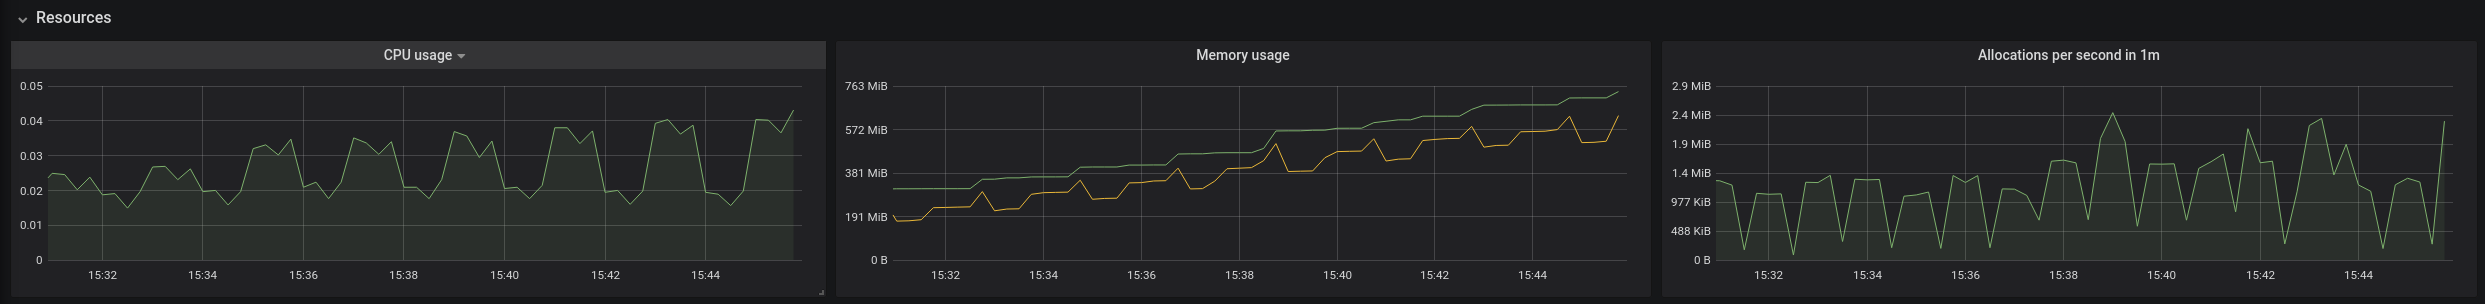 Resources
CPU usage
0.05
0.04
0.03
0.02
0.01
0
15:32 15:34 15:36 15:38 15:40 15:42 15:44
Memory usage
763 MiB
572 MiB
381 MiB
191 MiB
0 B
15:32 15:34 15:36 15:38 15:40 15:42 15:44
Allocations per second in 1m
2.9 MiB
2.4 MiB
1.9 MiB
1.4 MiB
977 KiB
488 KiB
0 B
15:32 15:34 15:36 15:38 15:40 15:42 15:44